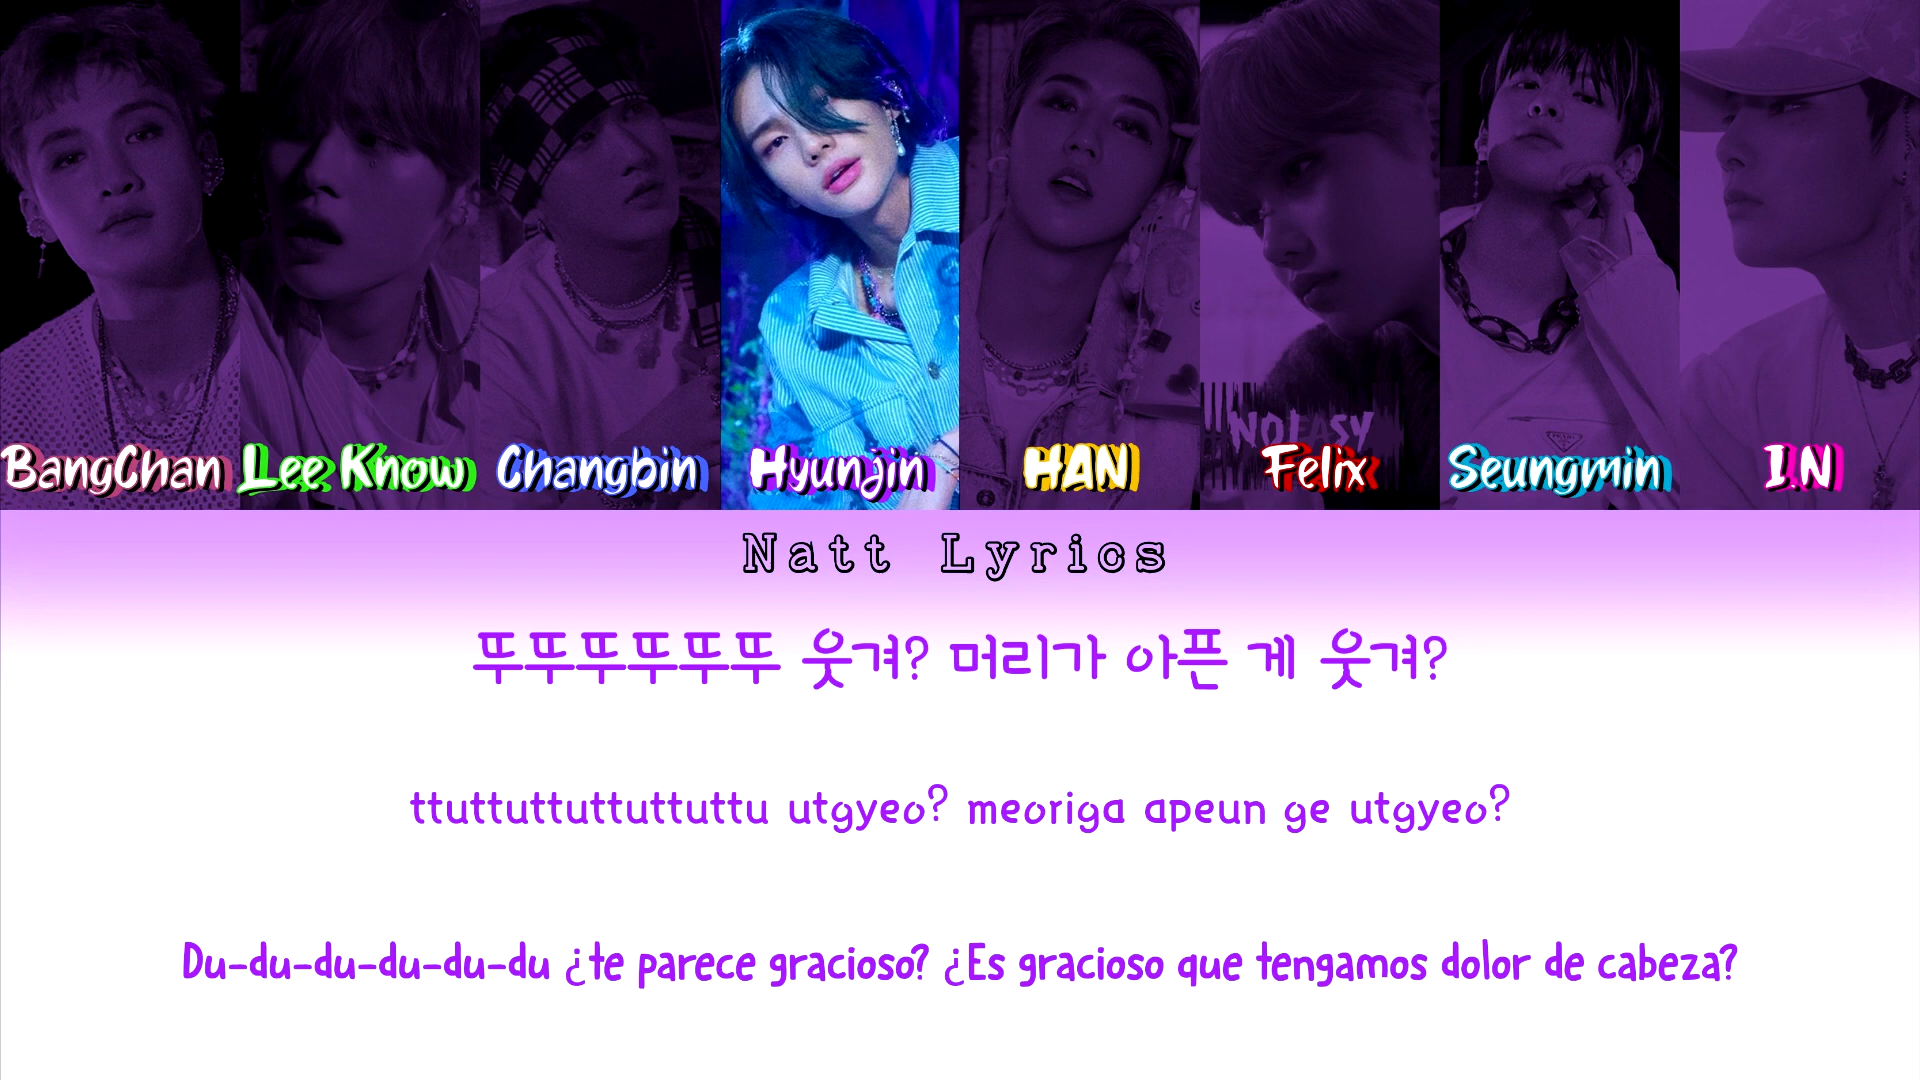 NOEASY
BangChan Lee Know Changbin Hyunjin HAN Felix Seungmin I.N
Natt Lyrics
뚜뚜뚜뚜뚜뚜 웃겨? 머리가 아픈 게 웃겨?
ttuttuttuttuttuttu utgyeo? meoriga apeun ge utgyeo?
Du-du-du-du-du-du ¿te parece gracioso? ¿Es gracioso que tengamos dolor de cabeza?